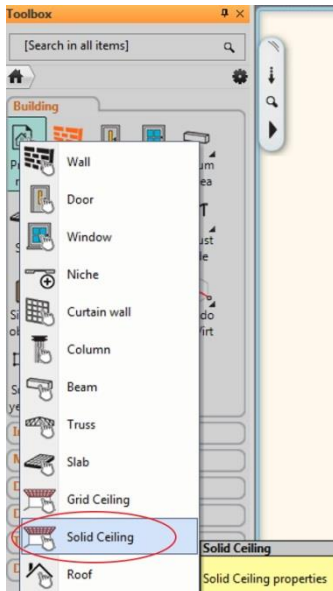 Toolbox
[Search in all items]
Building
Wall
Door
Window
Niche
Curtain wall
Column
Beam
Truss
Slab
Grid Ceiling
Solid Ceiling
Roof
Solid Ceiling
Solid Ceiling properties